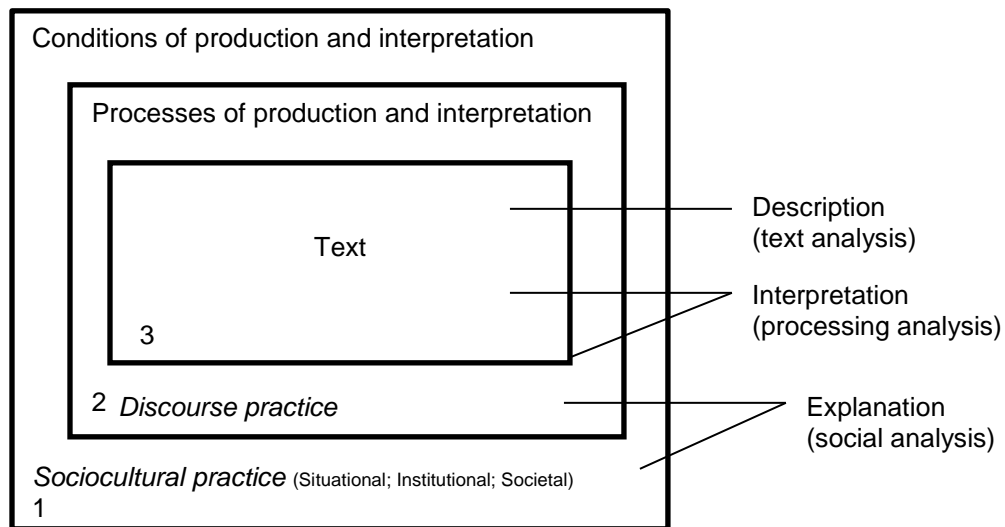 Conditions of production and interpretation
Processes of production and interpretation
Text
3
2 Discourse practice
Sociocultural practice (Situational; Institutional; Societal)
1
Description
(text analysis)
Interpretation
(processing analysis)
Explanation
(social analysis)